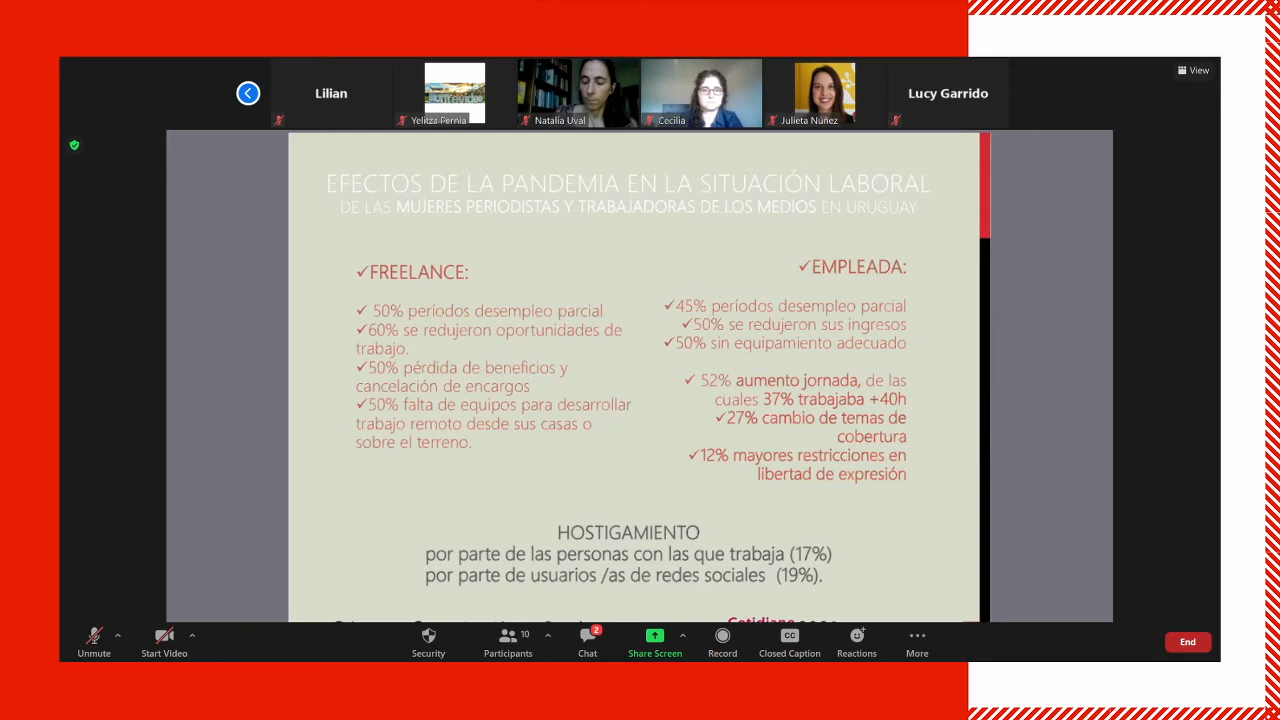 View
Lilian
Yelitza Pernia
Natalia Uval
Cecilia
Julieta Núñez
Lucy Garrido
EFECTOS DE LA PANDEMIA EN LA SITUACIÓN LABORAL
DE LAS MUJERES PERIODISTAS Y TRABAJADORAS DE LOS MEDIOS EN URUGUAY
✓FREELANCE:
✓ 50% períodos desempleo parcial
✓60% se redujeron oportunidades de
trabajo.
✓50% pérdida de beneficios y
cancelación de encargos
✓50% falta de equipos para desarrollar
trabajo remoto desde sus casas o
sobre el terreno.
✓EMPLEADA:
✓45% períodos desempleo parcial
✓50% se redujeron sus ingresos
✓50% sin equipamiento adecuado
✓ 52% aumento jornada, de las
cuales 37% trabajaba +40h
✓27% cambio de temas de
cobertura
✓12% mayores restricciones en
libertad de expresión
HOSTIGAMIENTO
por parte de las personas con las que trabaja (17%)
por parte de usuarios /as de redes sociales (19%).
Unmute
Start Video
Security
10
Participants
2
Chat
Share Screen
Record
CC
Closed Caption
Reactions
More
End